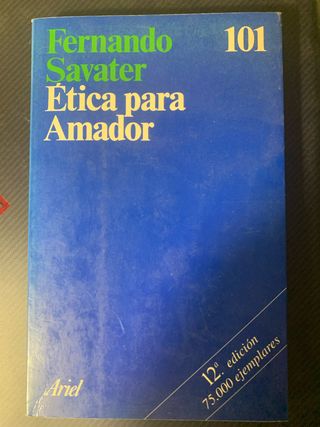 Fernando
Savater
101
Ética para
Amador
12ª. edición
75.000 ejemplares
Ariel